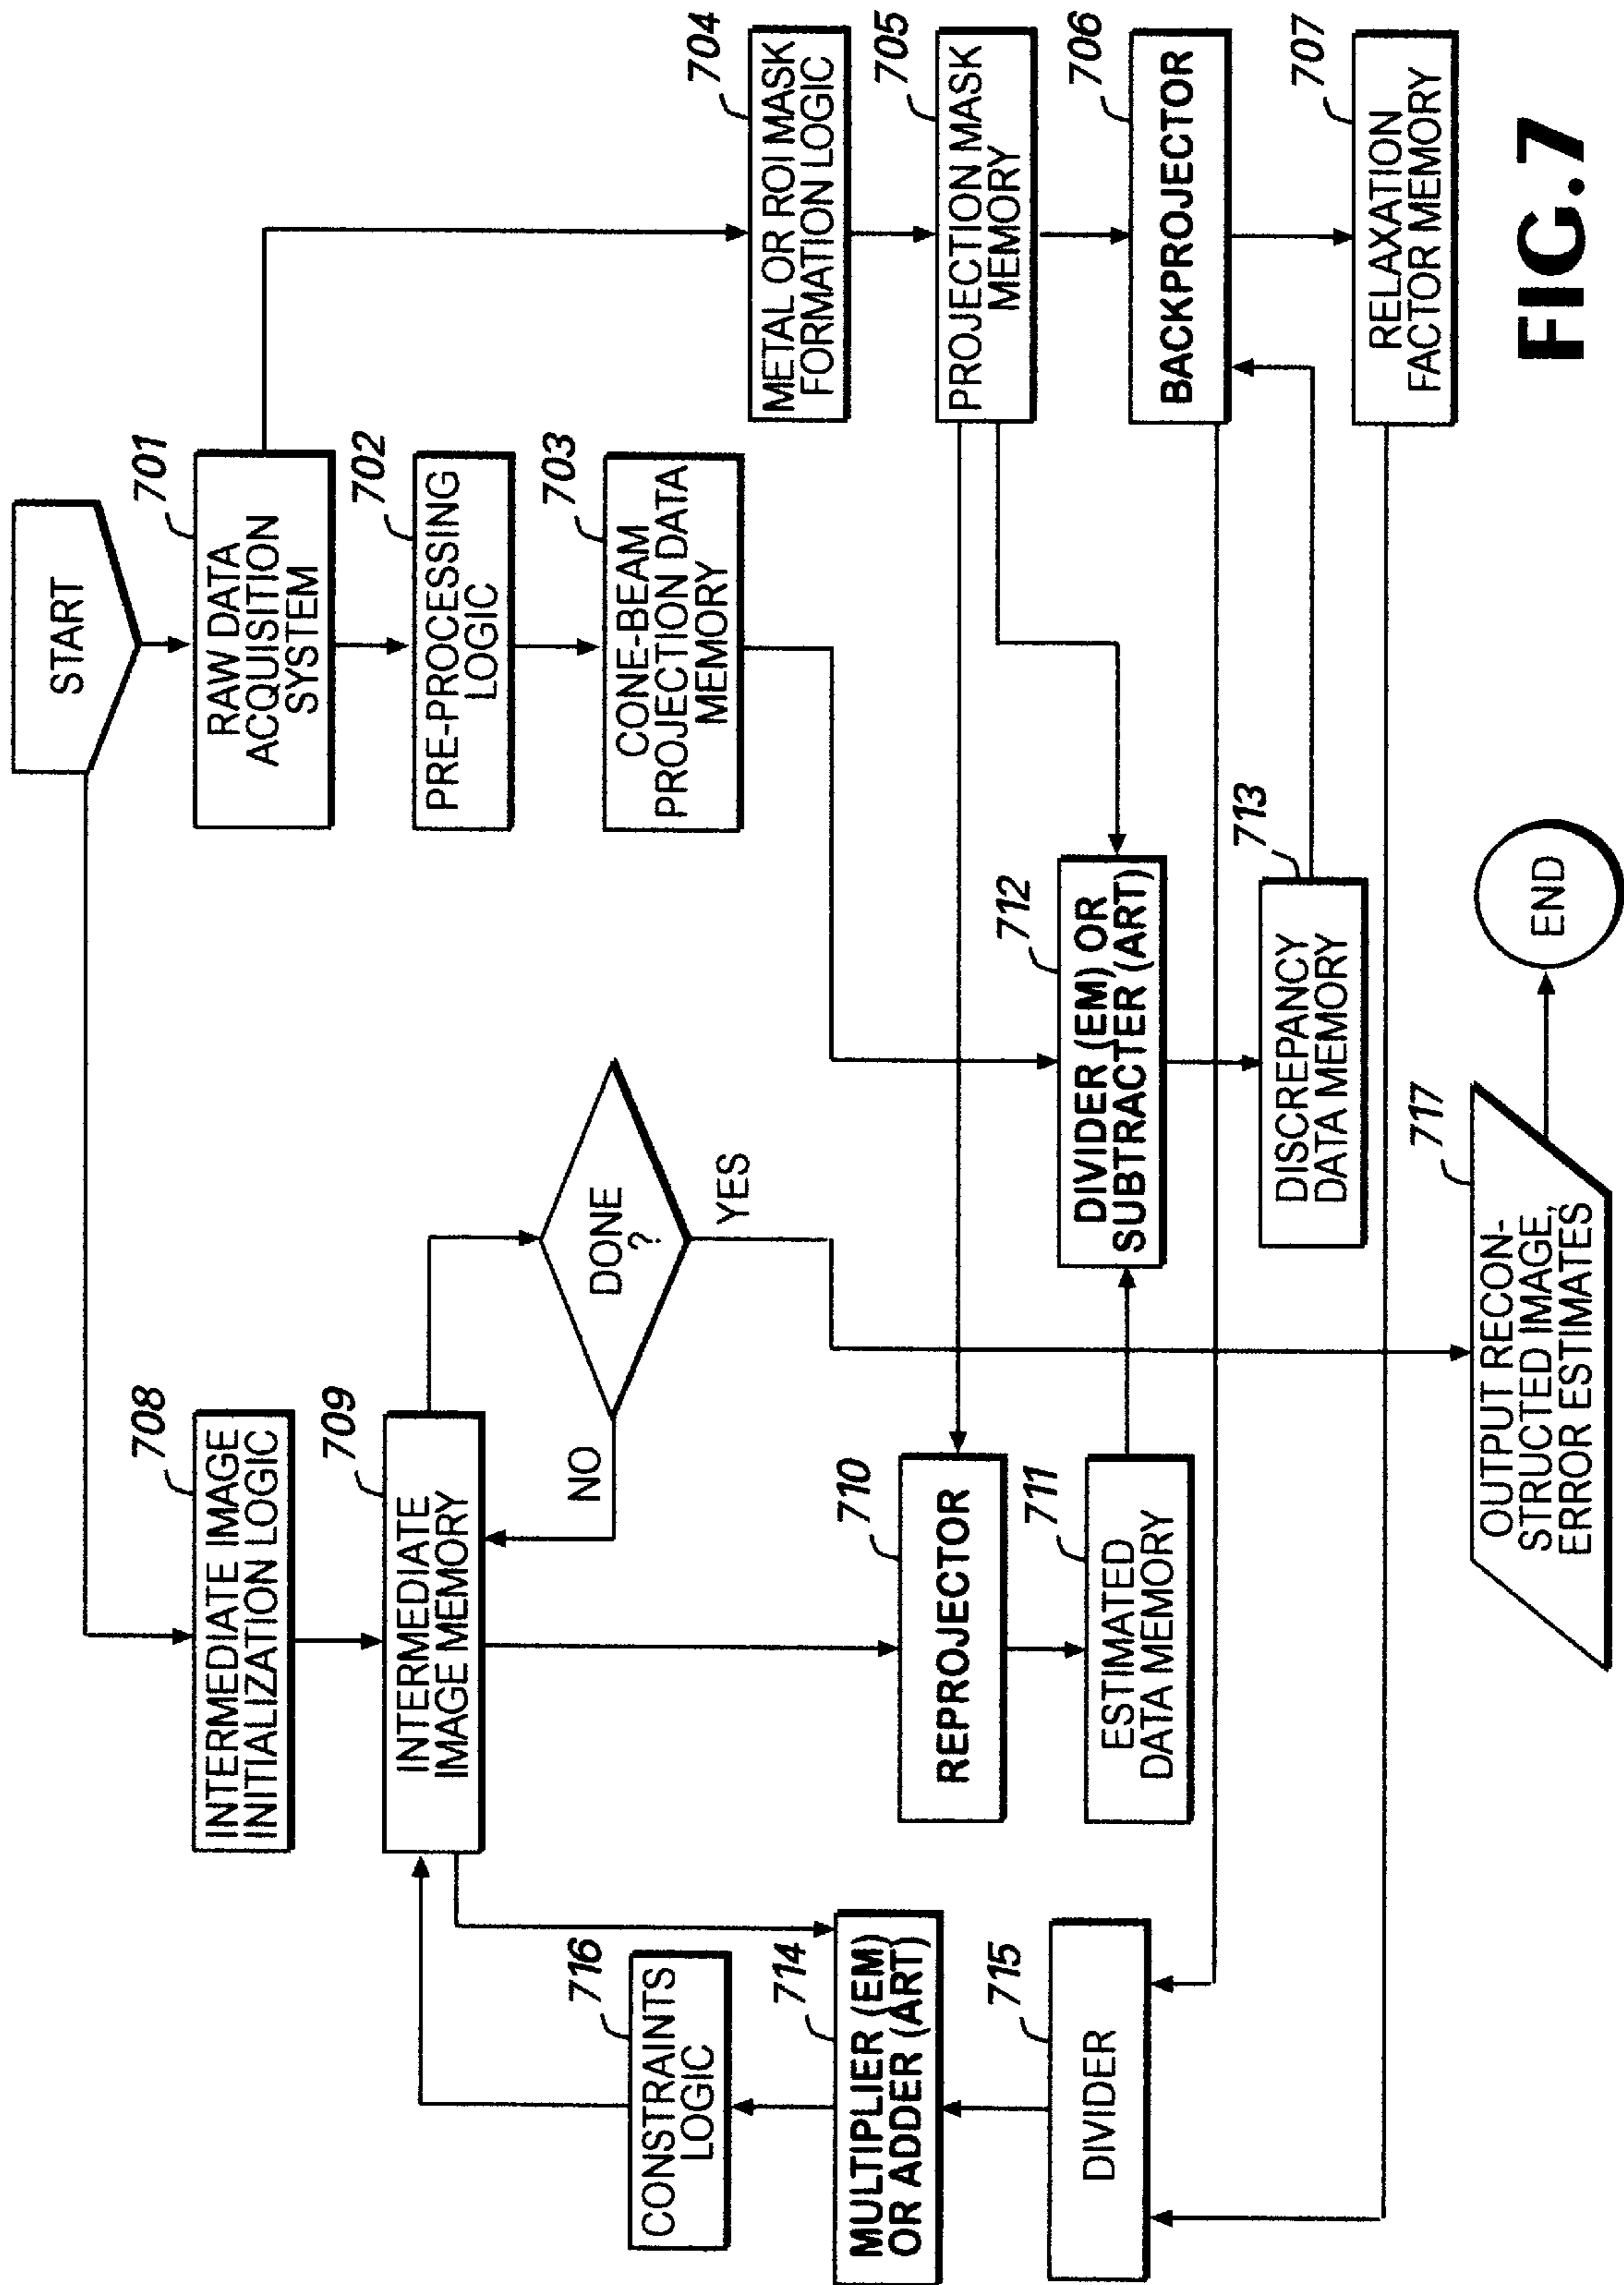 START
701
RAW DATA
ACQUISITION
SYSTEM
702
PRE-PROCESSING
LOGIC
703
CONE-BEAM
PROJECTION DATA
MEMORY
704
METAL OR ROI MASK
FORMATION LOGIC
705
PROJECTION MASK
MEMORY
706
BACKPROJECTOR
707
RELAXATION
FACTOR MEMORY
708
INTERMEDIATE IMAGE
INITIALIZATION LOGIC
709
INTERMEDIATE
IMAGE MEMORY
DONE
?
NO
YES
710
REPROJECTOR
711
ESTIMATED
DATA MEMORY
712
DIVIDER (EM) OR
SUBTRACTER (ART)
713
DISCREPANCY
DATA MEMORY
716
CONSTRAINTS
LOGIC
714
MULTIPLIER (EM)
OR ADDER (ART)
715
DIVIDER
717
OUTPUT RECON-
STRUCTED IMAGE,
ERROR ESTIMATES
END
FIG.7